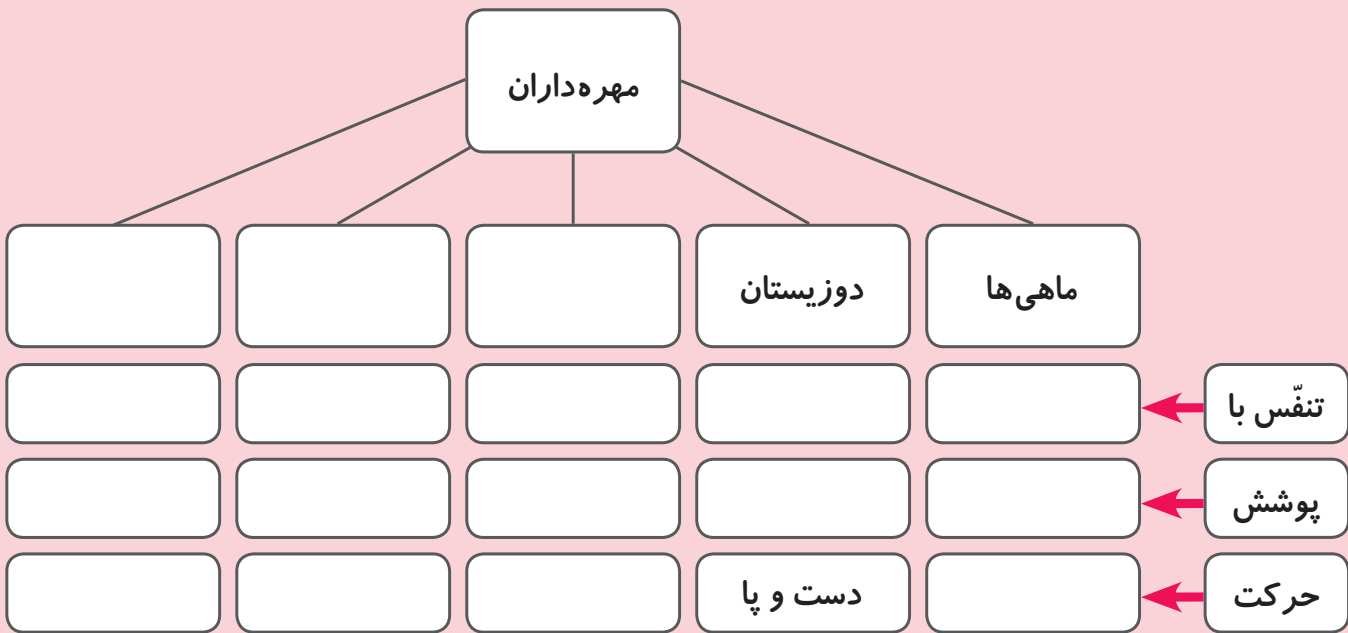 مهره‌داران
ماهی‌ها
دوزیستان
تنفّس با
پوشش
حرکت
دست و پا